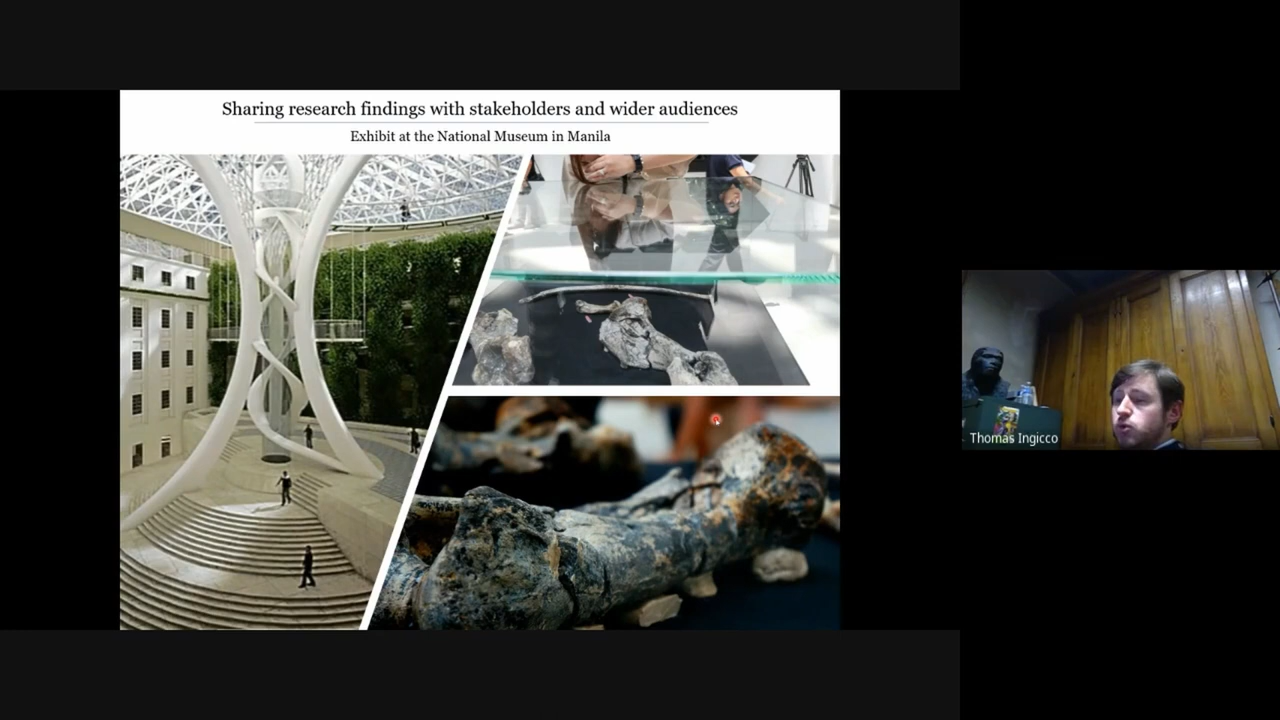 Sharing research findings with stakeholders and wider audiences
Exhibit at the National Museum in Manila
Thomas Ingicco